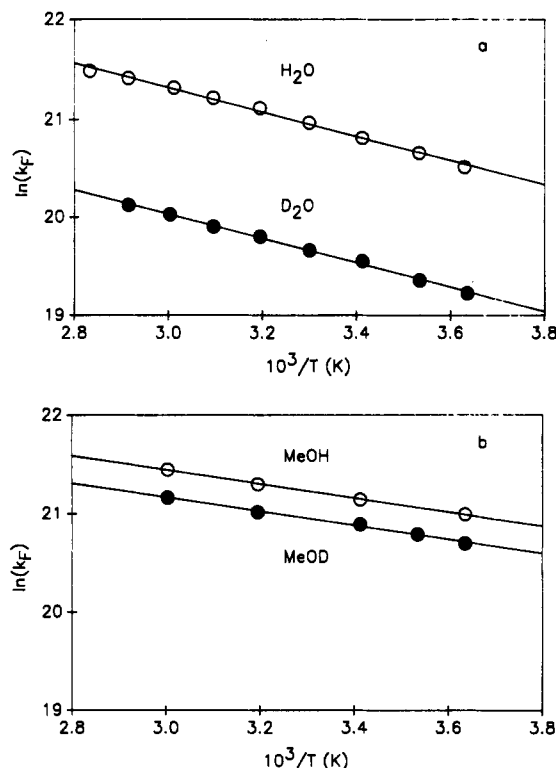 a
22
H2O
21
ln(kF)
D2O
20
19
2.8 3.0 3.2 3.4 3.6 3.8
10^3/T (K)
b
22
MeOH
21
ln(kF)
MeOD
20
19
2.8 3.0 3.2 3.4 3.6 3.8
10^3/T (K)